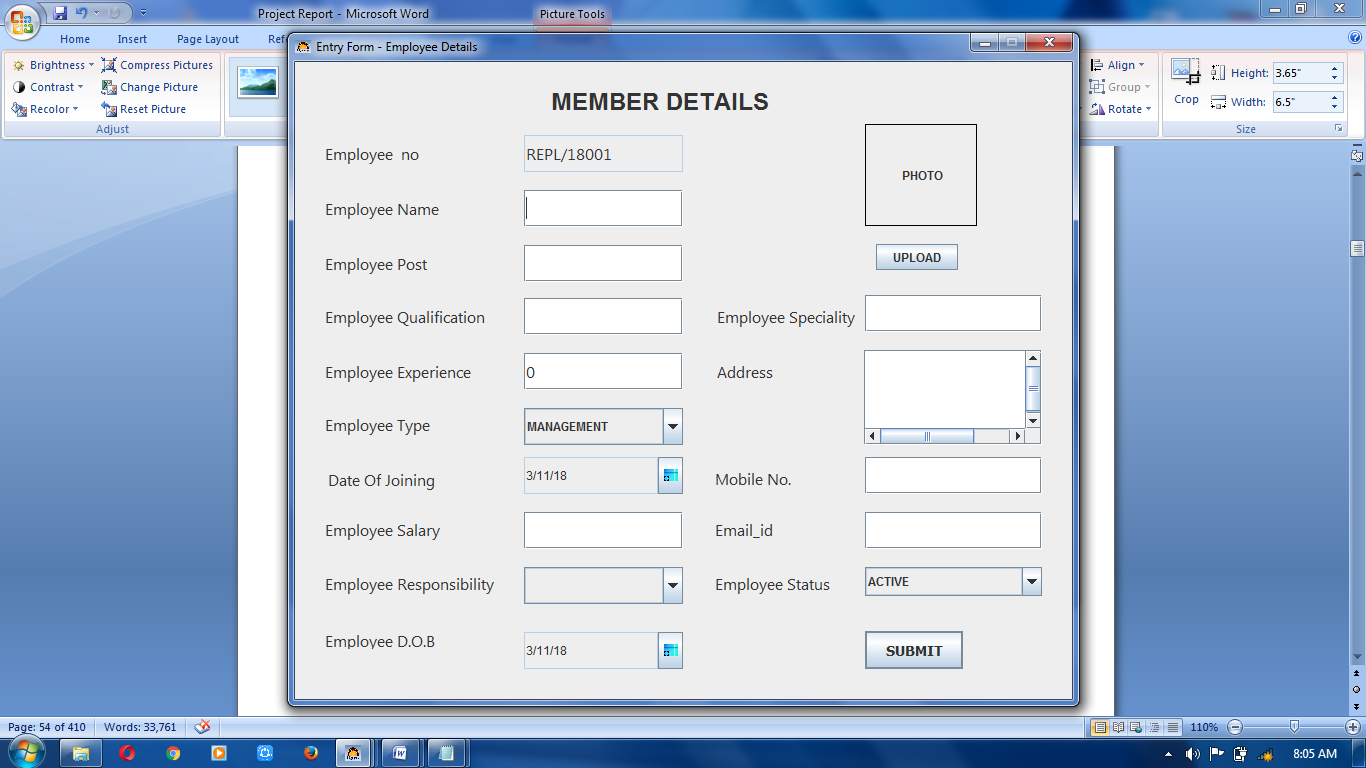 Project Report - Microsoft Word
Picture Tools
Home Insert Page Layout Ref
Entry Form - Employee Details
Brightness
Compress Pictures
Contrast
Change Picture
Recolor
Reset Picture
Adjust
Align
Group
Rotate
Crop
Height: 3.65"
Width: 6.5"
Size
MEMBER DETAILS
Employee no REPL/18001
PHOTO
Employee Name
Employee Post
UPLOAD
Employee Qualification
Employee Speciality
Employee Experience 0
Address
Employee Type MANAGEMENT
Date Of Joining 3/11/18
Mobile No.
Employee Salary
Email_id
Employee Responsibility
Employee Status ACTIVE
Employee D.O.B 3/11/18
SUBMIT
Page: 54 of 410 Words: 33,761
110%
8:05 AM